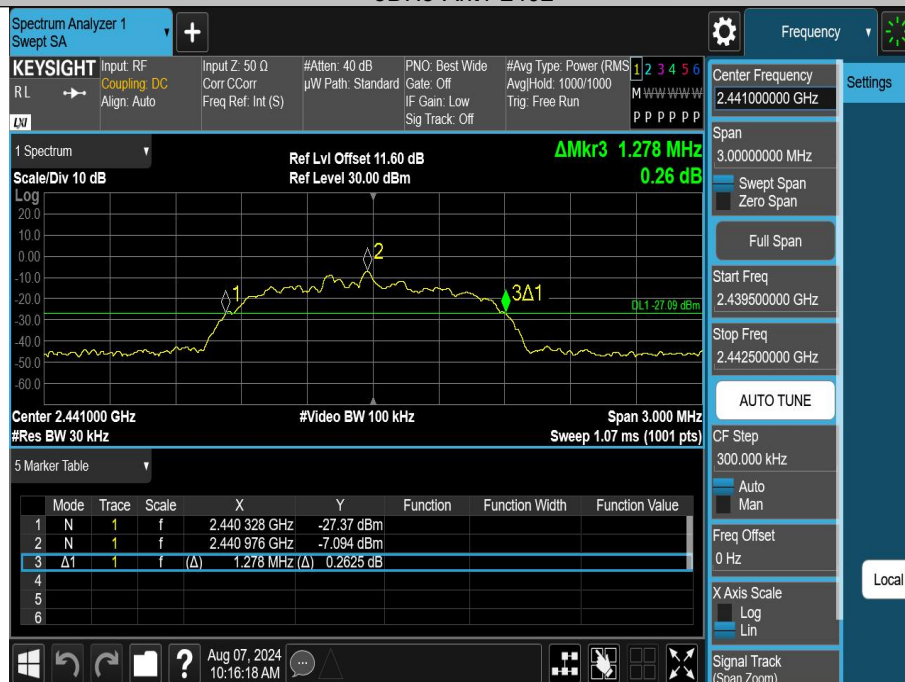 Spectrum Analyzer 1
Swept SA
+
Frequency
KEYSIGHT
RL
LXI
Input: RF
Coupling: DC
Align: Auto
Input Z: 50 Ω
Corr CCorr
Freq Ref: Int (S)
#Atten: 40 dB
µW Path: Standard
PNO: Best Wide
Gate: Off
IF Gain: Low
Sig Track: Off
#Avg Type: Power (RMS
Avg|Hold: 1000/1000
Trig: Free Run
1 2 3 4 5 6
M W W W W W
P P P P P P
1 Spectrum
Scale/Div 10 dB
Ref Lvl Offset 11.60 dB
Ref Level 30.00 dBm
ΔMkr3 1.278 MHz
0.26 dB
Log
20.0
10.0
0.00
-10.0
-20.0
-30.0
-40.0
-50.0
-60.0
1
2
3Δ1
DL1 -27.09 dBm
Center 2.441000 GHz
#Video BW 100 kHz
Span 3.000 MHz
#Res BW 30 kHz
Sweep 1.07 ms (1001 pts)
5 Marker Table
Mode Trace Scale X Y Function Function Width Function Value
1 N 1 f 2.440 328 GHz -27.37 dBm
2 N 1 f 2.440 976 GHz -7.094 dBm
3 Δ1 1 f (Δ) 1.278 MHz (Δ) 0.2625 dB
4
5
6
?
Aug 07, 2024
10:16:18 AM
Center Frequency
2.441000000 GHz
Span
3.00000000 MHz
Swept Span
Zero Span
Full Span
Start Freq
2.439500000 GHz
Stop Freq
2.442500000 GHz
AUTO TUNE
CF Step
300.000 kHz
Auto
Man
Freq Offset
0 Hz
X Axis Scale
Log
Lin
Signal Track
(Span Zoom)
Settings
Local